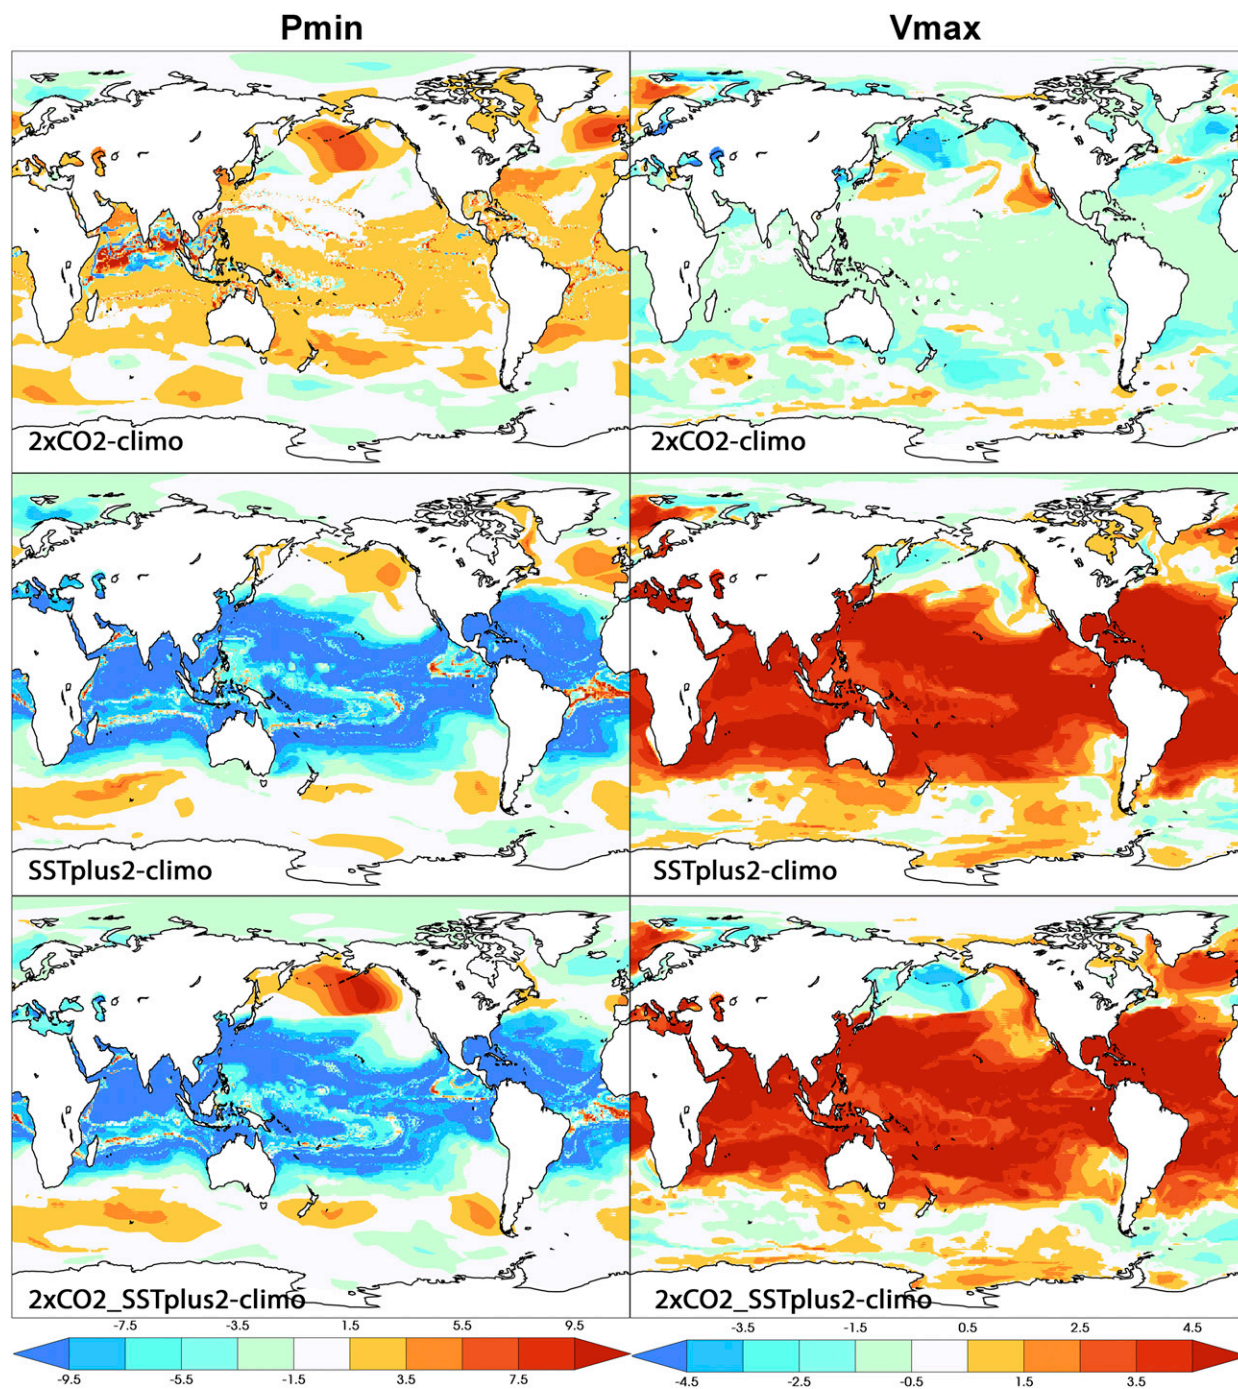 Pmin Vmax
2xCO2-climo 2xCO2-climo
SSTplus2-climo SSTplus2-climo
2xCO2_SSTplus2-climo 2xCO2_SSTplus2-climo
-7.5 -3.5 1.5 5.5 9.5 -3.5 -1.5 0.5 2.5 4.5
-9.5 -5.5 -1.5 3.5 7.5 -4.5 -2.5 -0.5 1.5 3.5